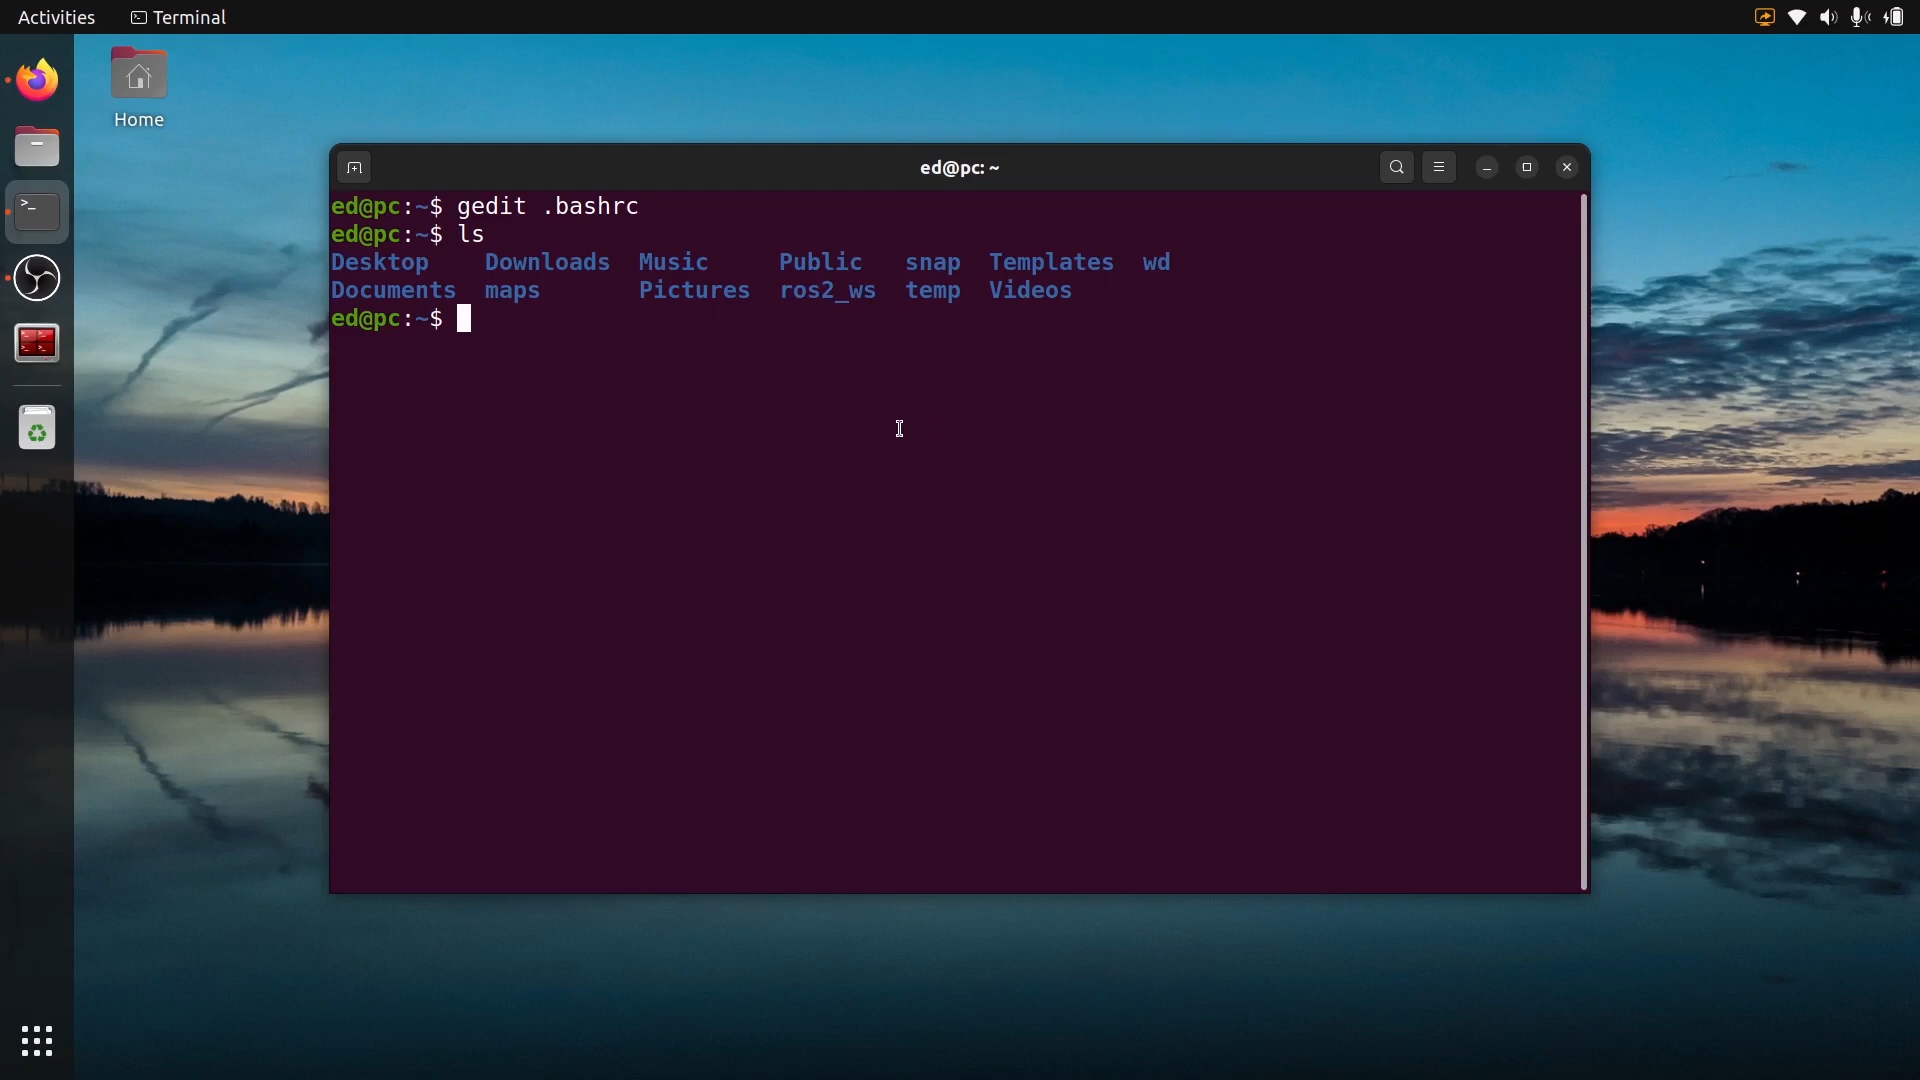 Activities Terminal
Home
ed@pc: ~
ed@pc:~$ gedit .bashrc
ed@pc:~$ ls
Desktop Downloads Music Public snap Templates wd
Documents maps Pictures ros2_ws temp Videos
ed@pc:~$